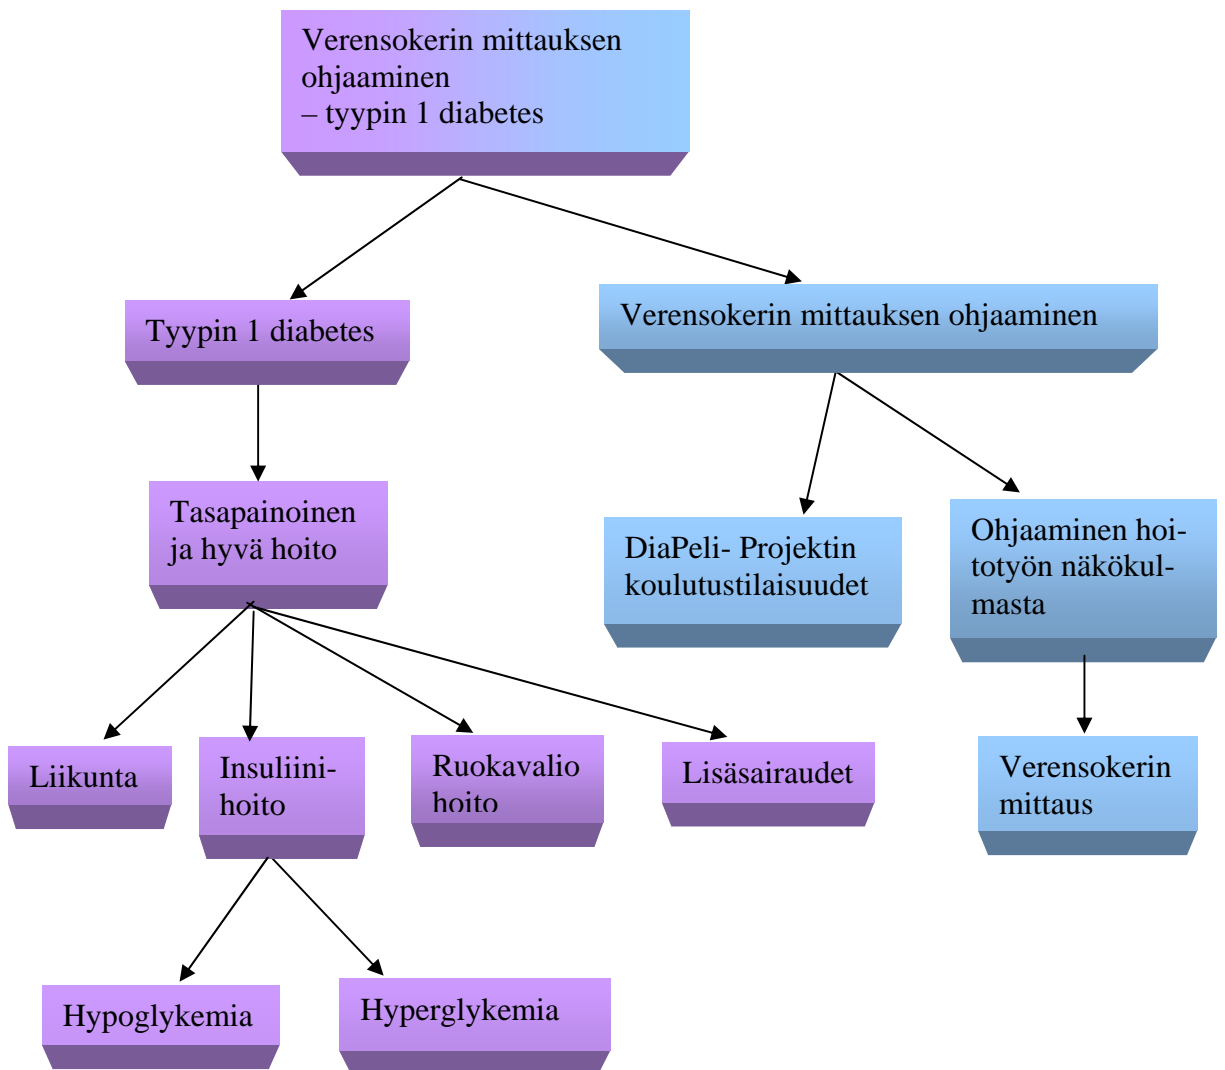 Verensokerin mittauksen
ohjaaminen
– tyypin 1 diabetes
Tyypin 1 diabetes
Verensokerin mittauksen ohjaaminen
Tasapainoinen
ja hyvä hoito
DiaPeli- Projektin
koulutustilaisuudet
Ohjaaminen hoi-
totyön näkökul-
masta
Liikunta
Insuliini-
hoito
Ruokavalio
hoito
Lisäsairaudet
Verensokerin
mittaus
Hypoglykemia
Hyperglykemia